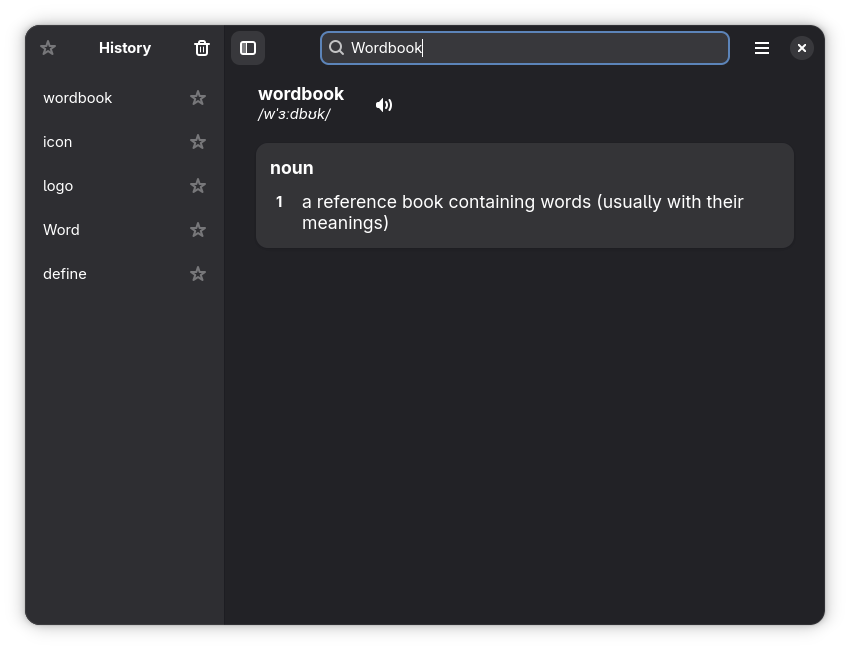 History
wordbook
icon
logo
Word
define
Wordbook
wordbook
/wˈɜːdbʊk/
noun
1 a reference book containing words (usually with their
meanings)